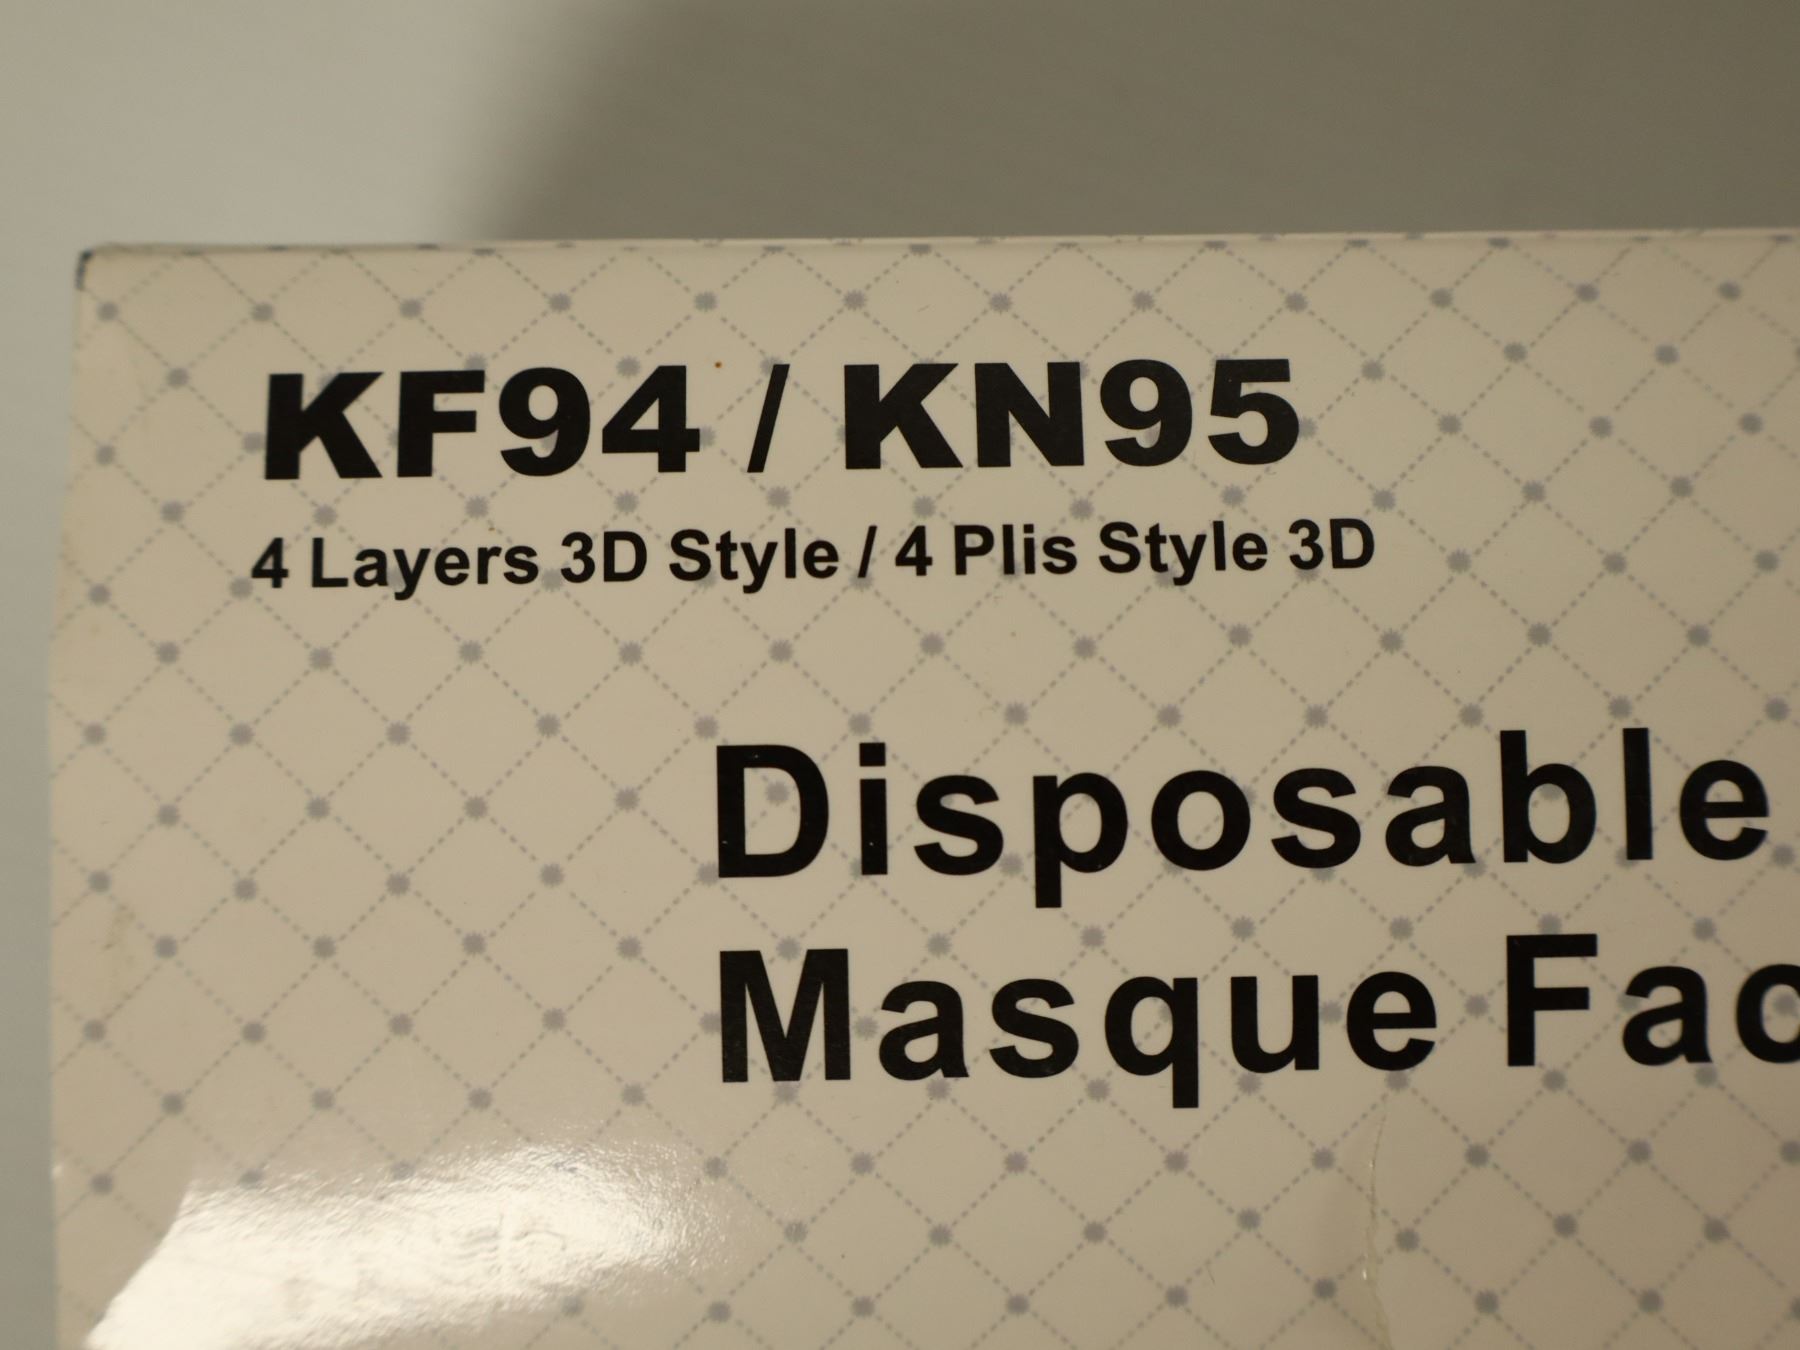 KF94 / KN95
4 Layers 3D Style / 4 Plis Style 3D
Disposable
Masque